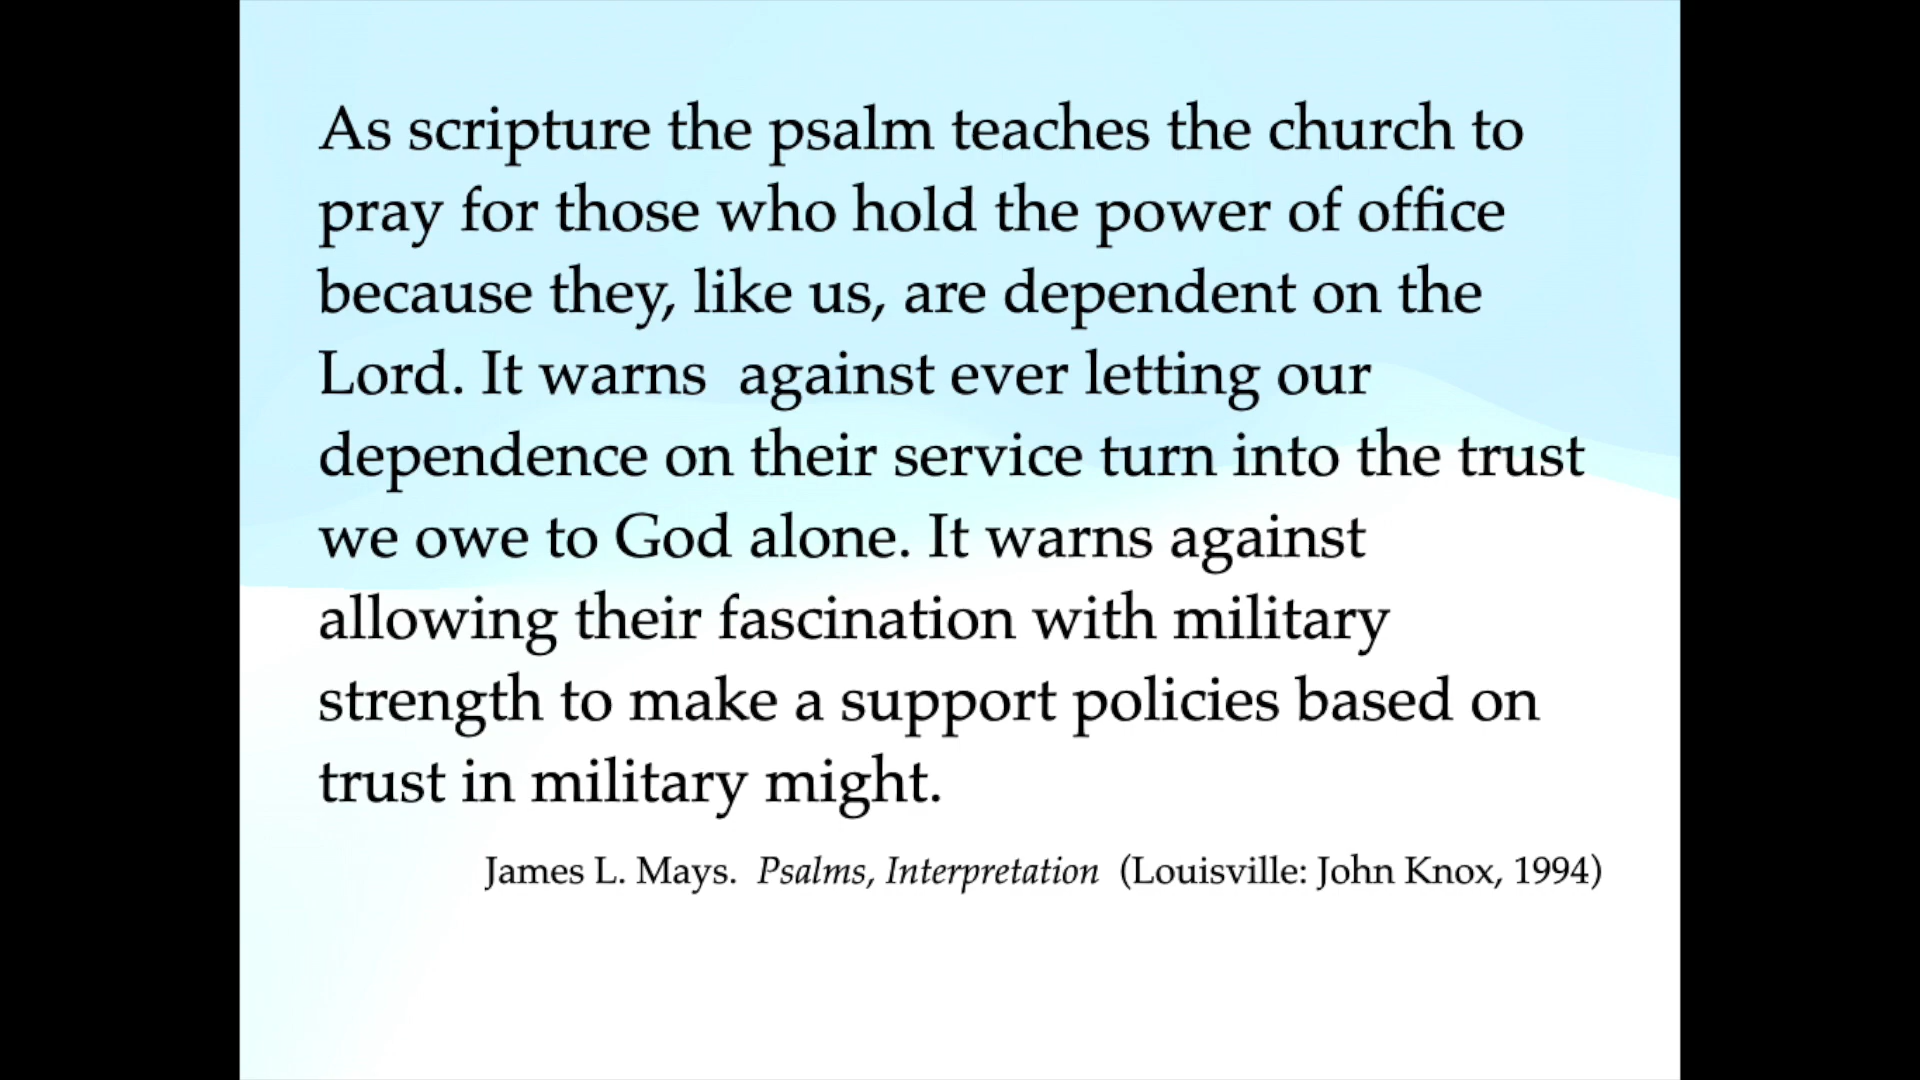 As scripture the psalm teaches the church to
pray for those who hold the power of office
because they, like us, are dependent on the
Lord. It warns  against ever letting our
dependence on their service turn into the trust
we owe to God alone. It warns against
allowing their fascination with military
strength to make a support policies based on
trust in military might.
James L. Mays.  Psalms, Interpretation  (Louisville: John Knox, 1994)